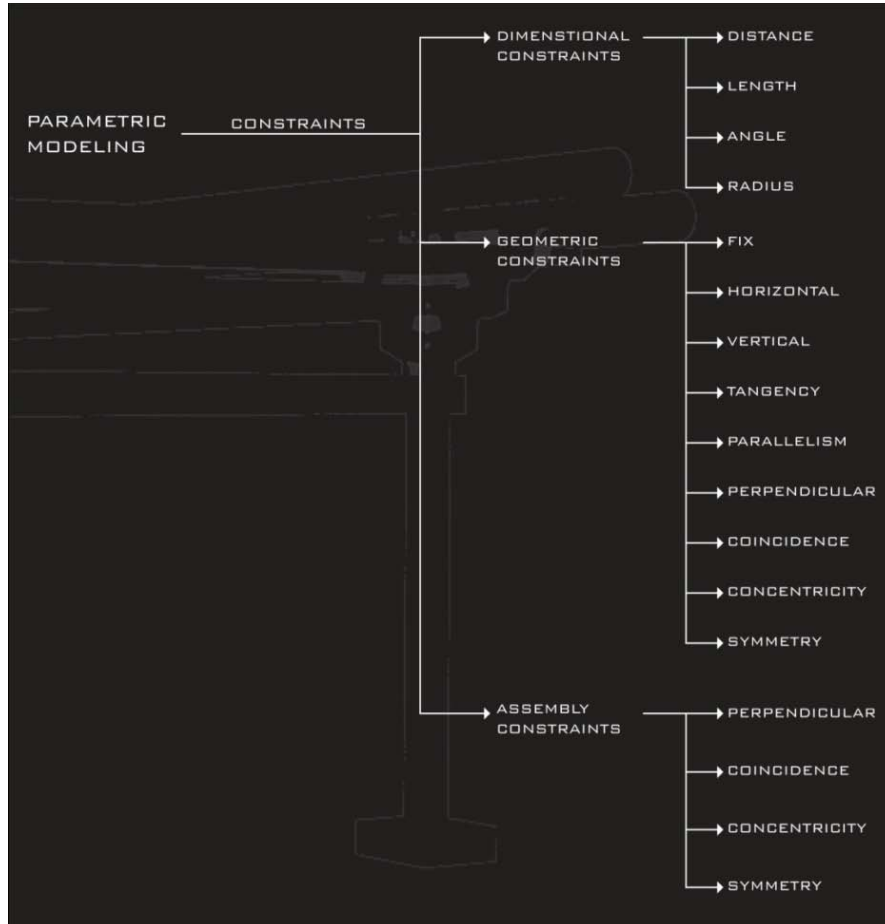 PARAMETRIC
MODELING
CONSTRAINTS
DIMENSTIONAL
CONSTRAINTS
DISTANCE
LENGTH
ANGLE
RADIUS
GEOMETRIC
CONSTRAINTS
FIX
HORIZONTAL
VERTICAL
TANGENCY
PARALLELISM
PERPENDICULAR
COINCIDENCE
CONCENTRICITY
SYMMETRY
ASSEMBLY
CONSTRAINTS
PERPENDICULAR
COINCIDENCE
CONCENTRICITY
SYMMETRY